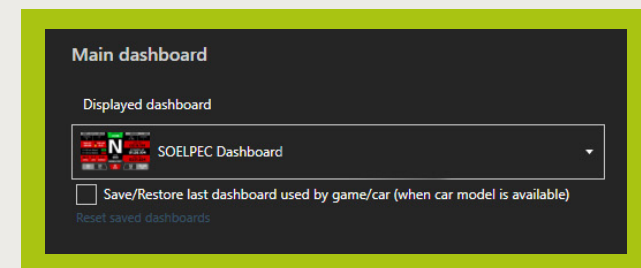 Main dashboard
Displayed dashboard
N
SOELPEC Dashboard
Save/Restore last dashboard used by game/car (when car model is available)
Reset saved dashboards